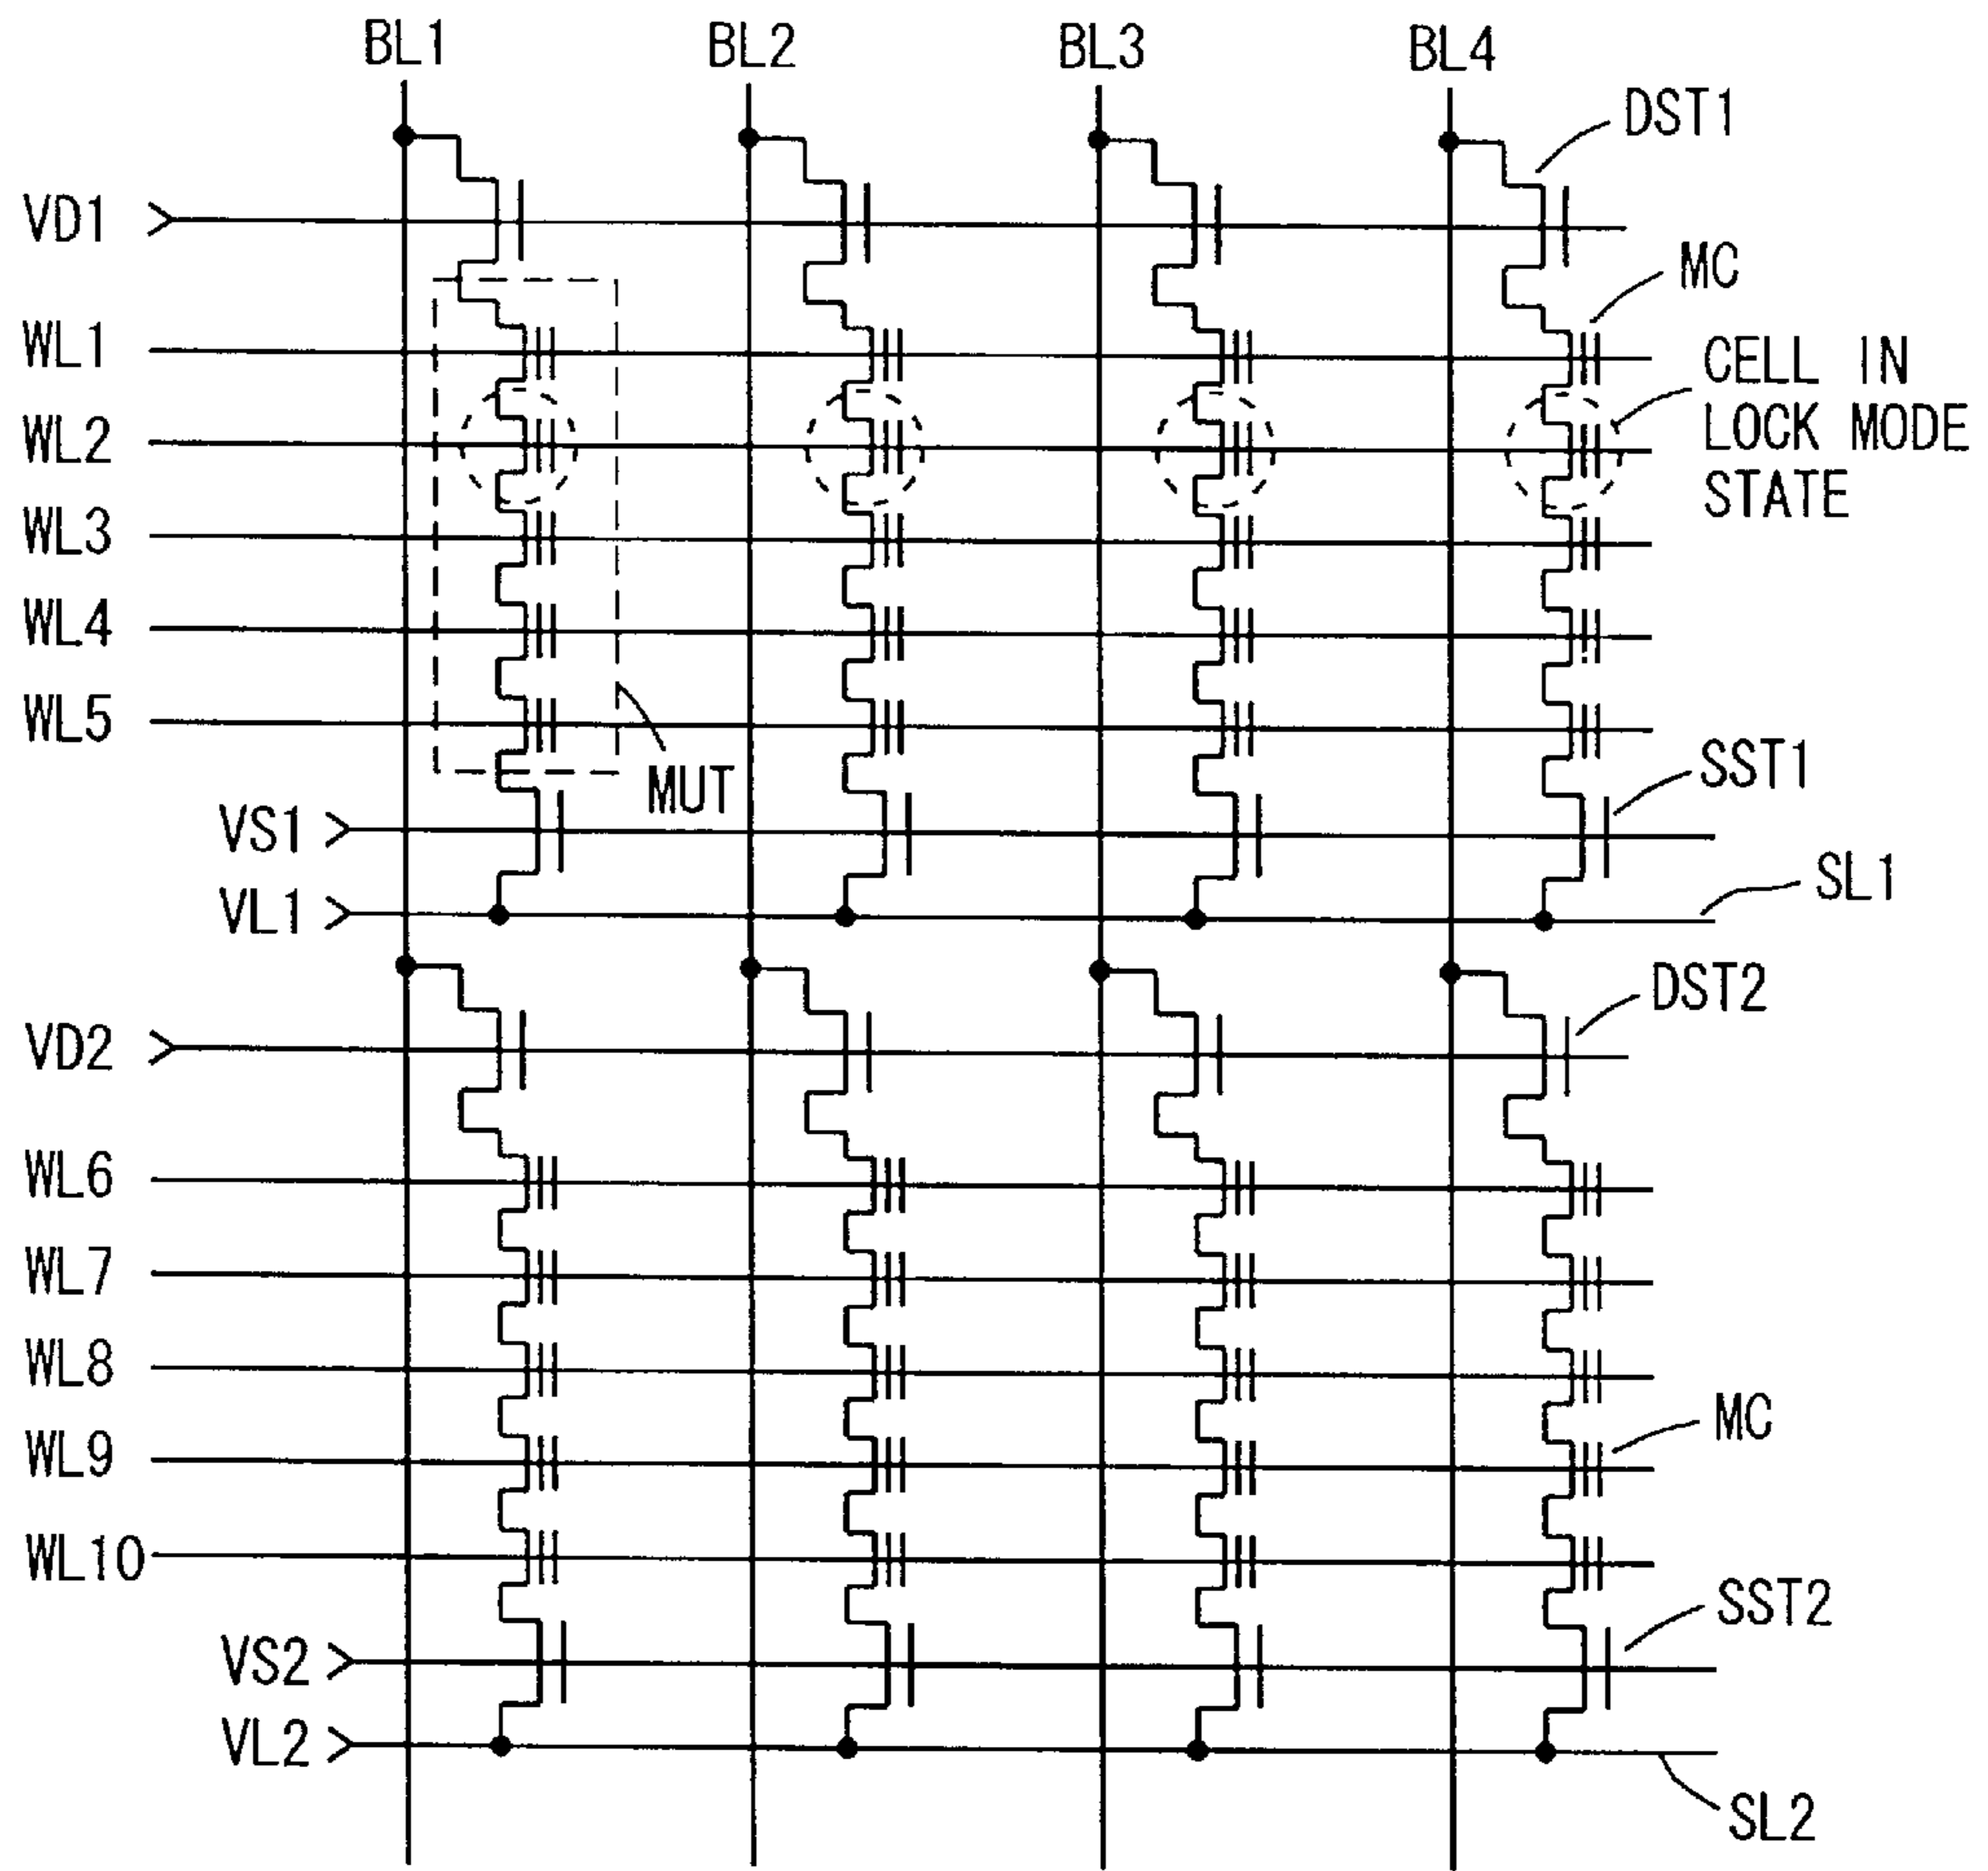 BL1
BL2
BL3
BL4
DST1
VD1
MC
WL1
CELL IN
LOCK MODE
STATE
WL2
WL3
WL4
WL5
MUT
SST1
VS1
SL1
VL1
DST2
VD2
WL6
WL7
WL8
MC
WL9
WL10
SST2
VS2
VL2
SL2